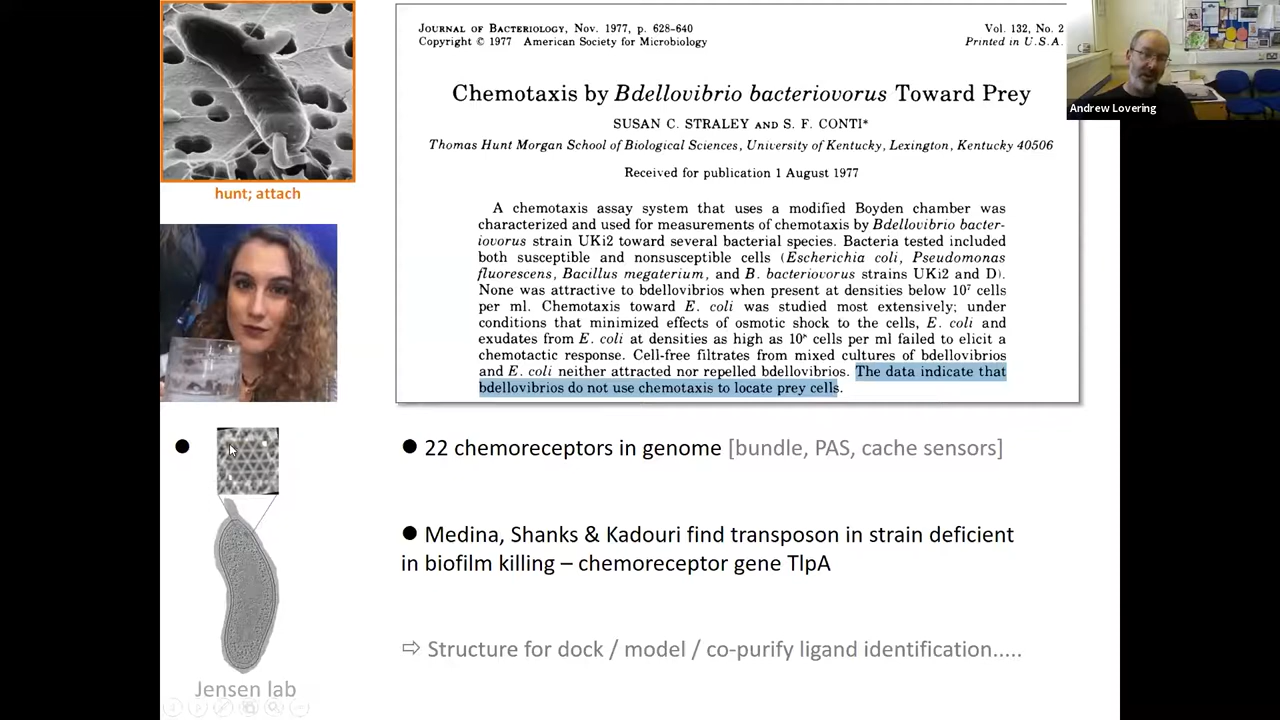 JOURNAL OF BACTERIOLOGY, Nov. 1977, p. 628-640
Copyright © 1977 American Society for Microbiology
Vol. 132, No. 2
Printed in U.S.A.
Chemotaxis by Bdellovibrio bacteriovorus Toward Prey
SUSAN C. STRALEY AND S. F. CONTI*
Thomas Hunt Morgan School of Biological Sciences, University of Kentucky, Lexington, Kentucky 40506
Received for publication 1 August 1977
A chemotaxis assay system that uses a modified Boyden chamber was
characterized and used for measurements of chemotaxis by Bdellovibrio bacter-
iovorus strain UKi2 toward several bacterial species. Bacteria tested included
both susceptible and nonsusceptible cells (Escherichia coli, Pseudomonas
fluorescens, Bacillus megaterium, and B. bacteriovorus strains UKi2 and D).
None was attractive to bdellovibrios when present at densities below 10⁷ cells
per ml. Chemotaxis toward E. coli was studied most extensively; under
conditions that minimized effects of osmotic shock to the cells, E. coli and
exudates from E. coli at densities as high as 10⁸ cells per ml failed to elicit a
chemotactic response. Cell-free filtrates from mixed cultures of bdellovibrios
and E. coli neither attracted nor repelled bdellovibrios. The data indicate that
bdellovibrios do not use chemotaxis to locate prey cells.
Andrew Lovering
hunt; attach
● 22 chemoreceptors in genome [bundle, PAS, cache sensors]
● Medina, Shanks & Kadouri find transposon in strain deficient
in biofilm killing – chemoreceptor gene TlpA
⇨ Structure for dock / model / co-purify ligand identification.....
Jensen lab